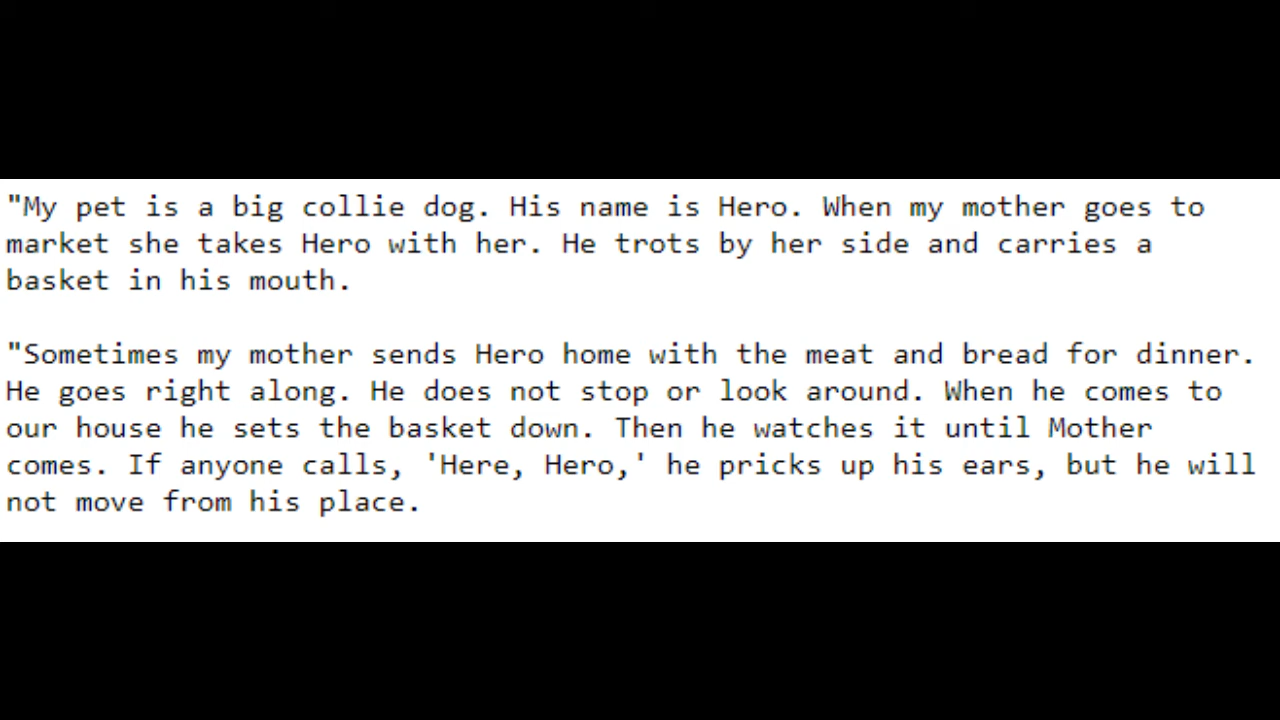 "My pet is a big collie dog. His name is Hero. When my mother goes to
market she takes Hero with her. He trots by her side and carries a
basket in his mouth.
"Sometimes my mother sends Hero home with the meat and bread for dinner.
He goes right along. He does not stop or look around. When he comes to
our house he sets the basket down. Then he watches it until Mother
comes. If anyone calls, 'Here, Hero,' he pricks up his ears, but he will
not move from his place.